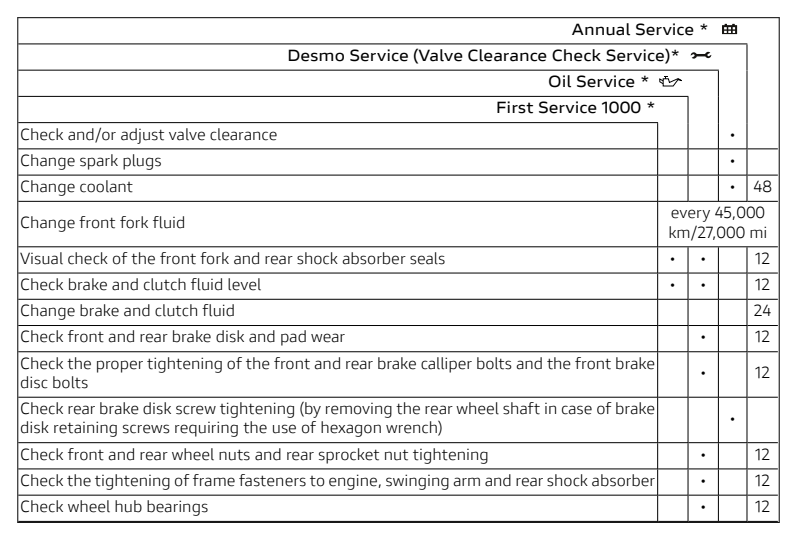 Annual Service *
Desmo Service (Valve Clearance Check Service)*
Oil Service *
First Service 1000 *
Check and/or adjust valve clearance •
Change spark plugs •
Change coolant • 48
Change front fork fluid
every 45,000
km/27,000 mi
Visual check of the front fork and rear shock absorber seals • • 12
Check brake and clutch fluid level • • 12
Change brake and clutch fluid 24
Check front and rear brake disk and pad wear • 12
Check the proper tightening of the front and rear brake calliper bolts and the front brake
disc bolts • 12
Check rear brake disk screw tightening (by removing the rear wheel shaft in case of brake
disk retaining screws requiring the use of hexagon wrench) •
Check front and rear wheel nuts and rear sprocket nut tightening • 12
Check the tightening of frame fasteners to engine, swinging arm and rear shock absorber • 12
Check wheel hub bearings • 12